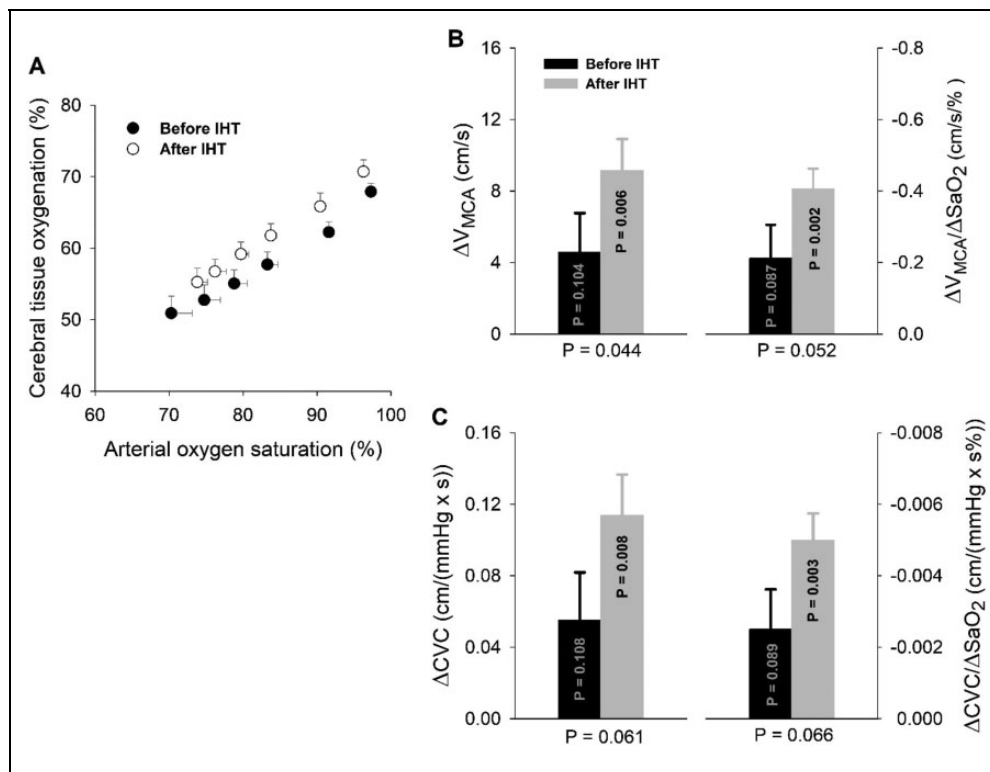 A
Cerebral tissue oxygenation (%)
80
70
60
50
40
Before IHT
After IHT
60
70
80
90
100
Arterial oxygen saturation (%)
B
ΔV_MCA (cm/s)
16
12
8
4
0
Before IHT
After IHT
P = 0.104
P = 0.006
P = 0.044
P = 0.087
P = 0.002
P = 0.052
-0.8
-0.6
-0.4
-0.2
0.0
ΔV_MCA/ΔSaO₂ (cm/s/%)
C
ΔCVC (cm/(mmHg x s))
0.16
0.12
0.08
0.04
0.00
P = 0.108
P = 0.008
P = 0.061
P = 0.089
P = 0.003
P = 0.066
-0.008
-0.006
-0.004
-0.002
0.000
ΔCVC/ΔSaO₂ (cm/(mmHg x s%))